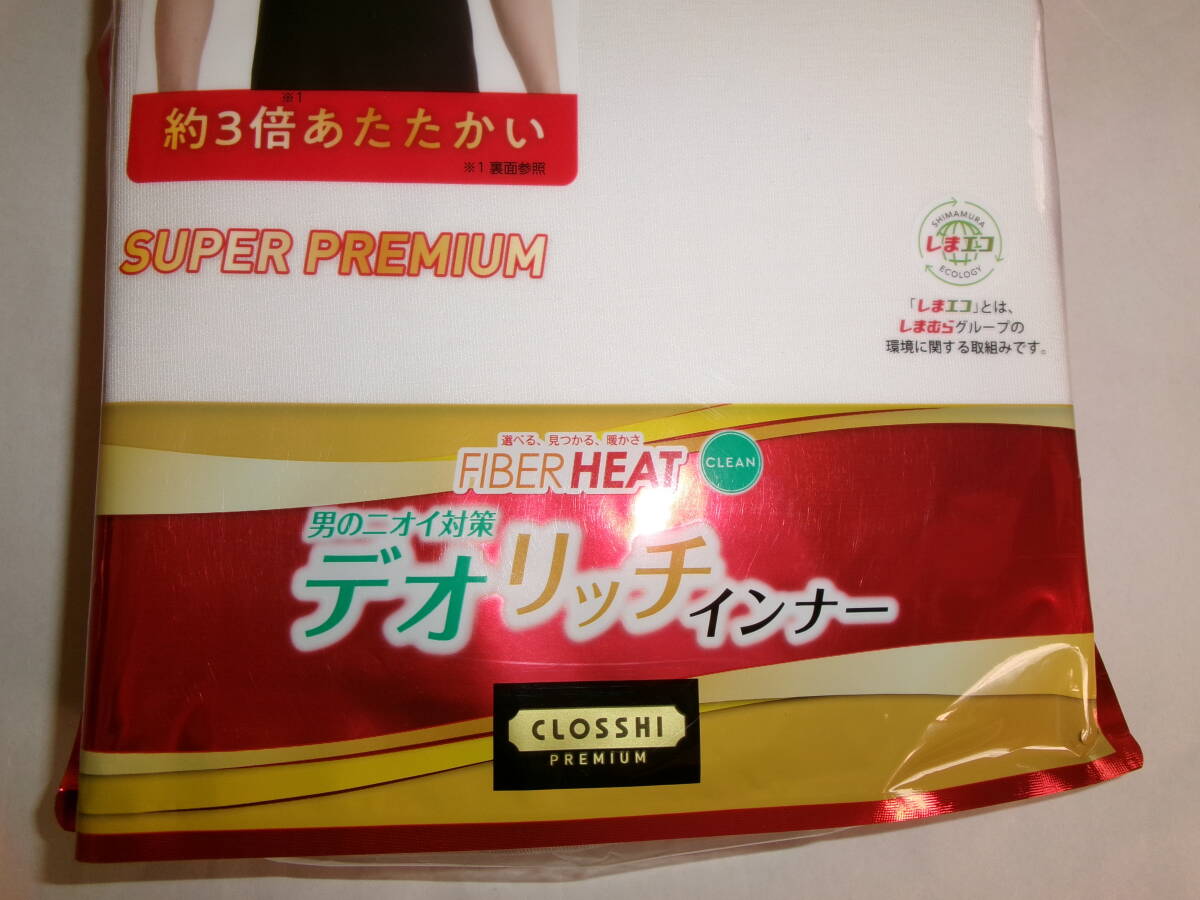 ※1
約3倍あたたかい
※1 裏面参照
SUPER PREMIUM
SHIMAMURA
しまエコ
ECOLOGY
「しまエコ」とは、
しまむらグループの
環境に関する取組みです。
選べる、見つかる、暖かさ
FIBER HEAT
CLEAN
男のニオイ対策
デオリッチインナー
CLOSSHI
PREMIUM